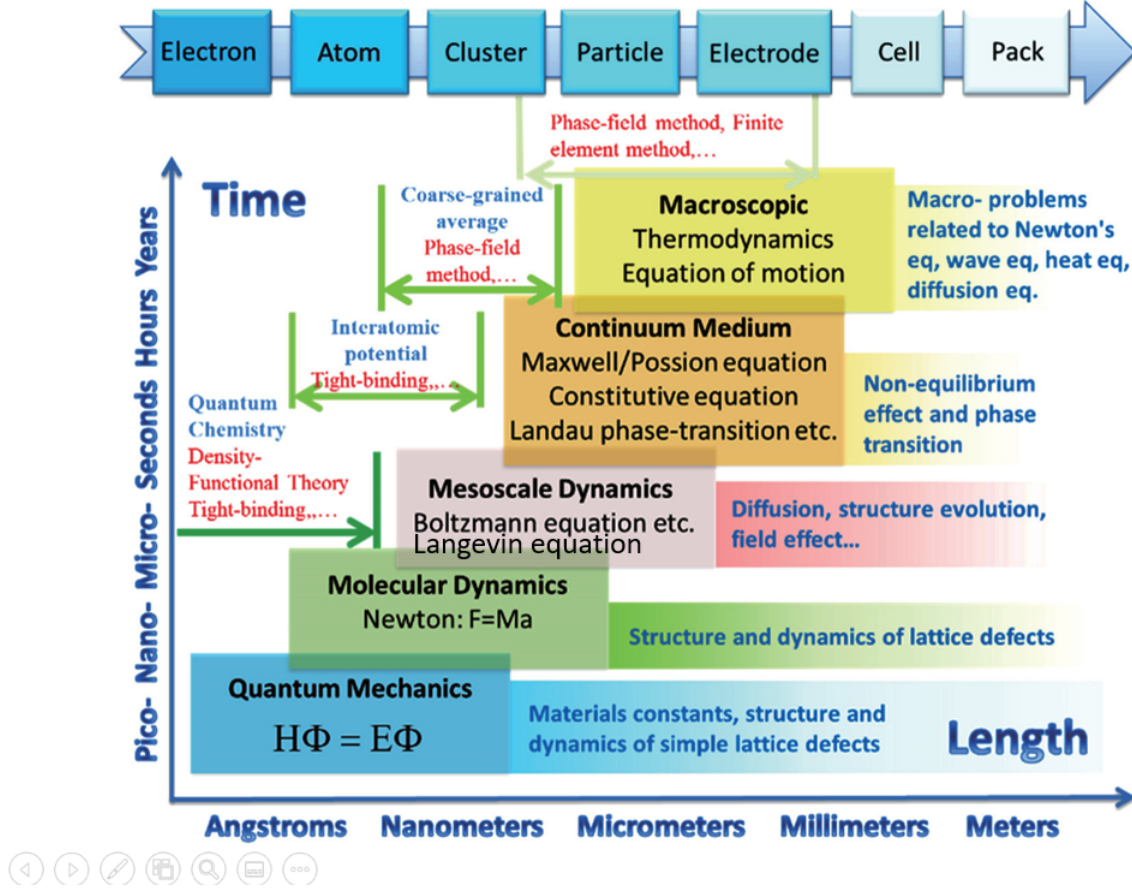 Electron
Atom
Cluster
Particle
Electrode
Cell
Pack
Phase-field method, Finite
element method,...
Time
Coarse-grained
average
Phase-field
method,...
Macroscopic
Thermodynamics
Equation of motion
Macro- problems
related to Newton's
eq, wave eq, heat eq,
diffusion eq.
Interatomic
potential
Tight-binding,,...
Continuum Medium
Maxwell/Possion equation
Constitutive equation
Landau phase-transition etc.
Non-equilibrium
effect and phase
transition
Quantum
Chemistry
Density-
Functional Theory
Tight-binding,,...
Mesoscale Dynamics
Boltzmann equation etc.
Langevin equation
Diffusion, structure evolution,
field effect...
Molecular Dynamics
Newton: F=Ma
Structure and dynamics of lattice defects
Quantum Mechanics
HΦ = EΦ
Materials constants, structure and
dynamics of simple lattice defects
Length
Pico- Nano- Micro- Seconds Hours Years
Angstroms Nanometers Micrometers Millimeters Meters